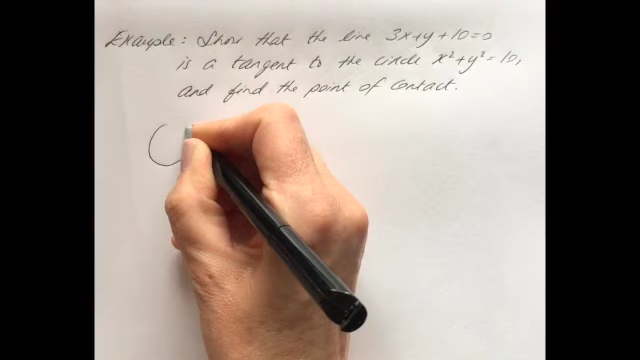 Example: Show that the line 3x+y+10=0
is a tangent to the circle x²+y²=10,
and find the point of contact.